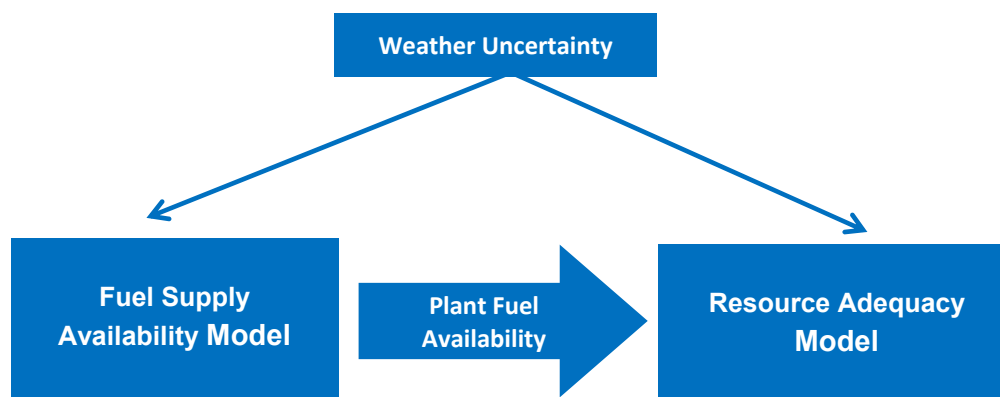 Weather Uncertainty
Fuel Supply
Availability Model
Plant Fuel
Availability
Resource Adequacy
Model